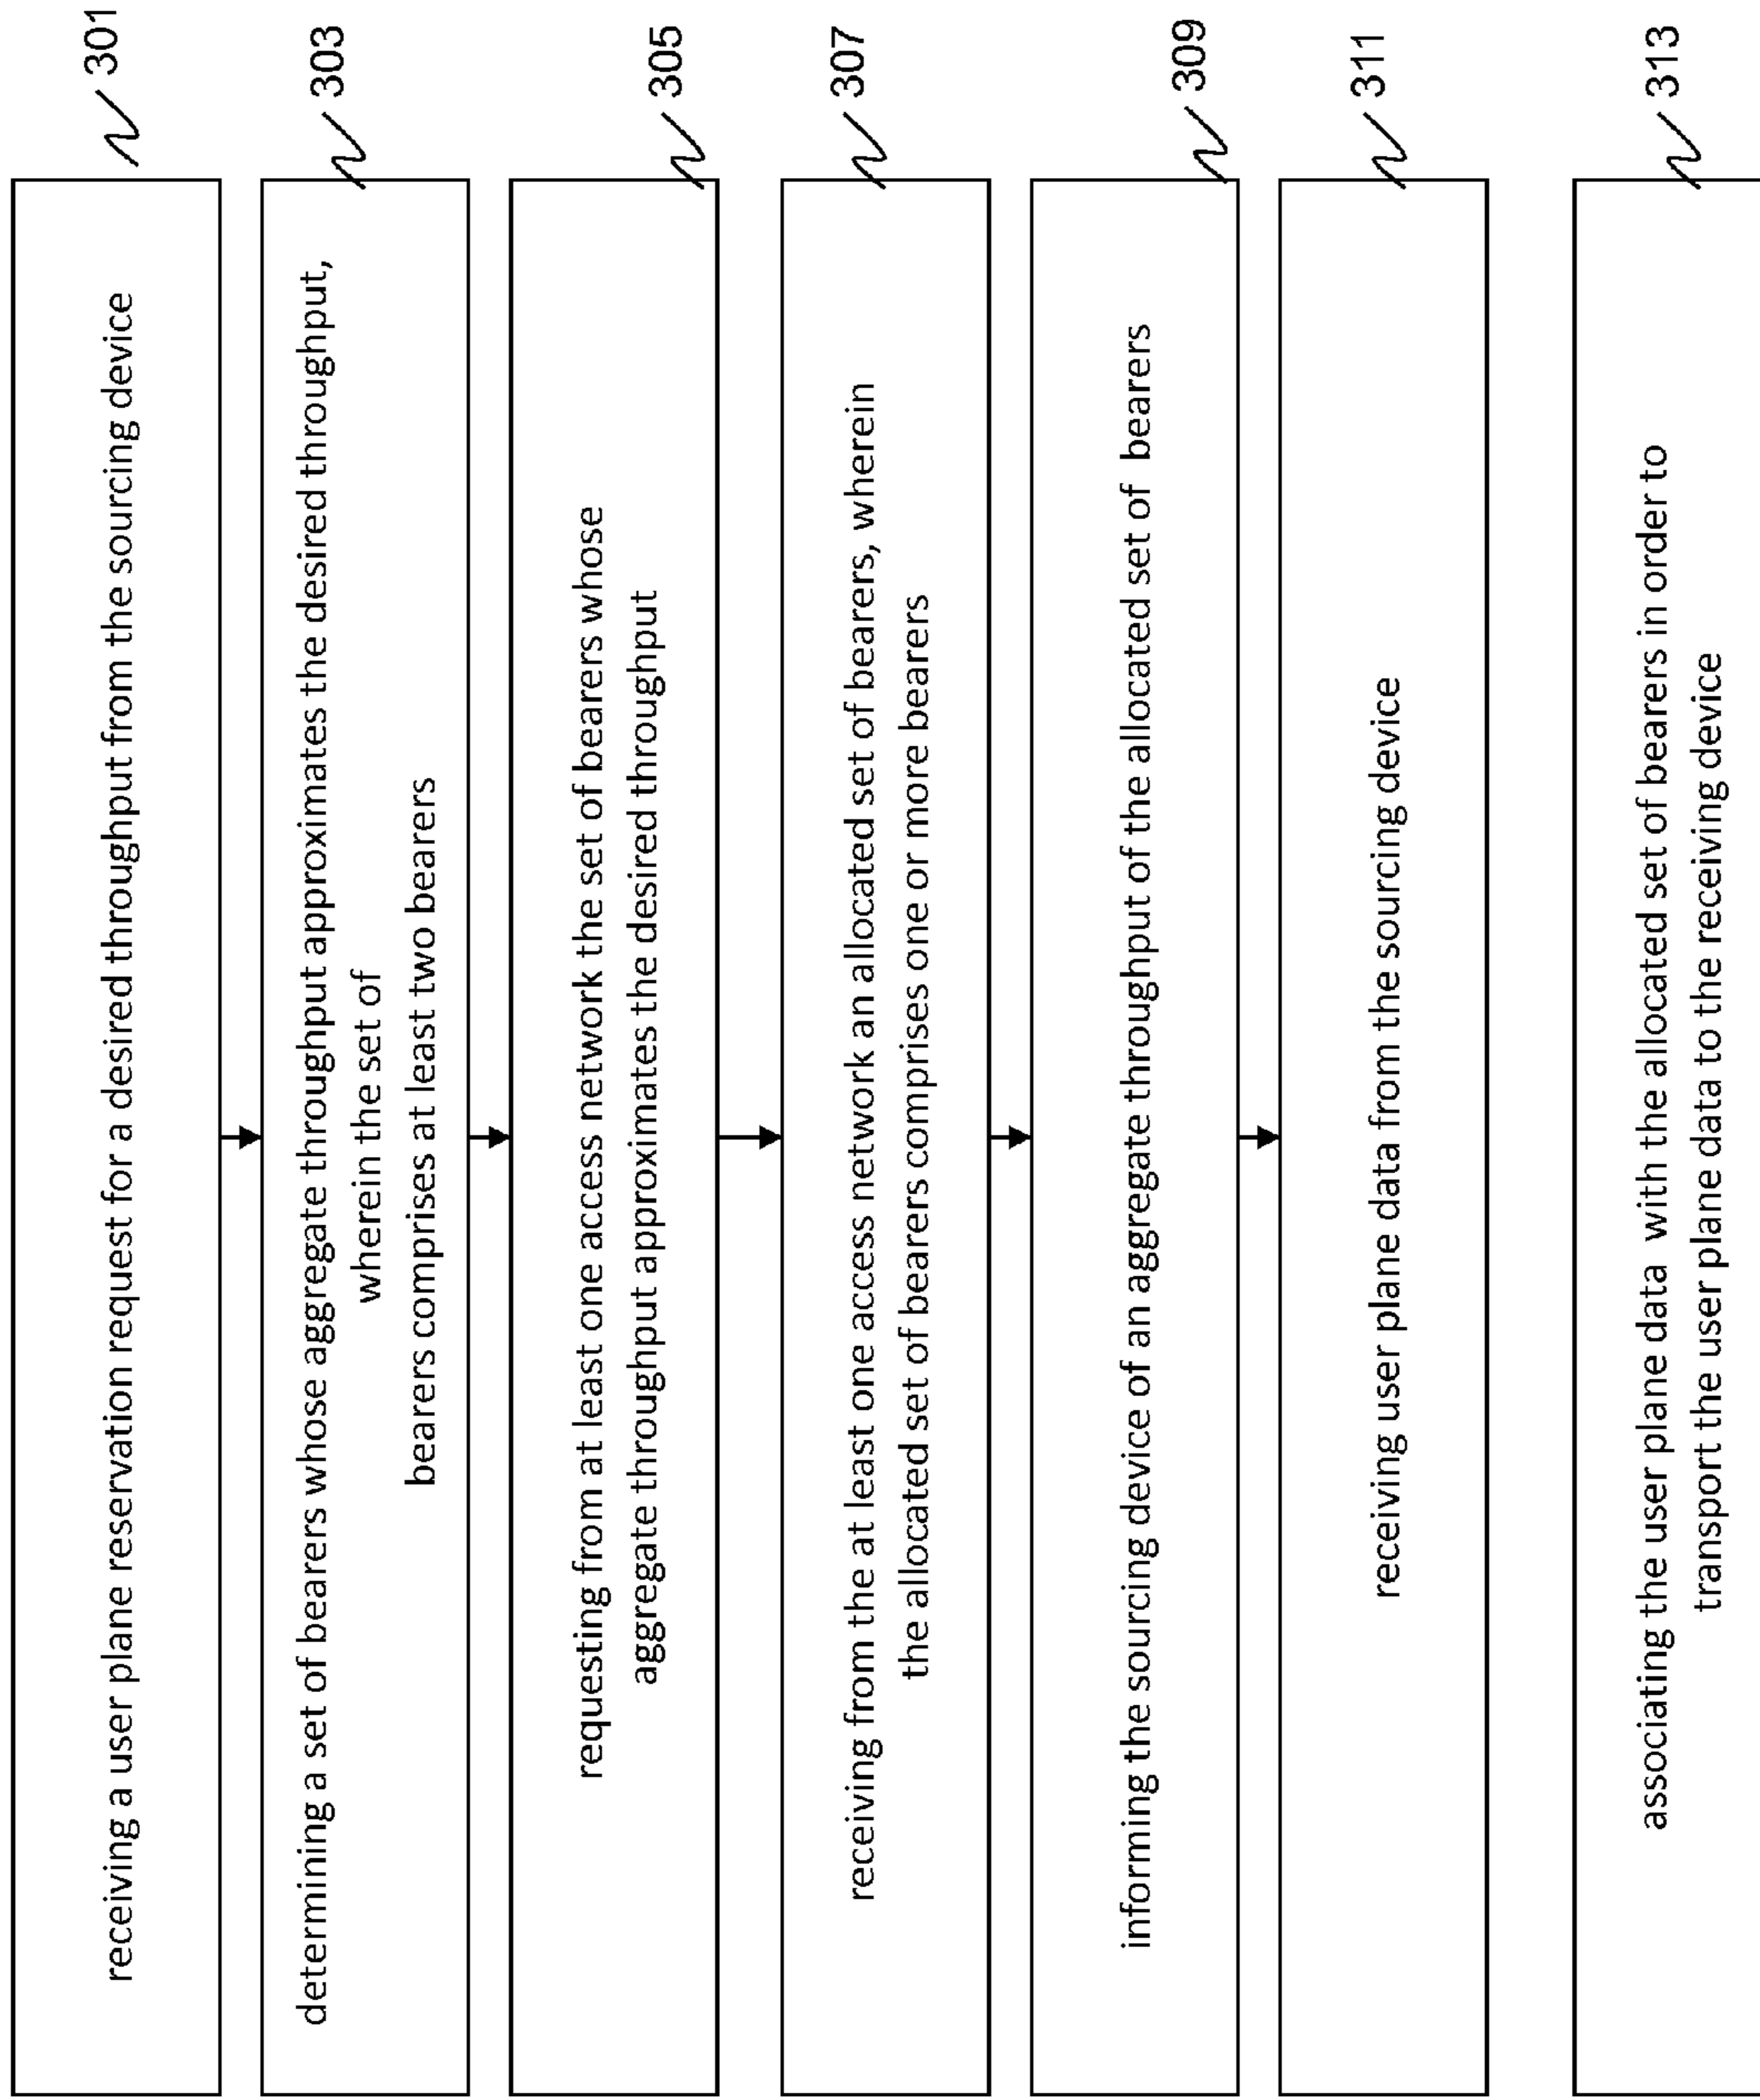 receiving a user plane reservation request for a desired throughput from the sourcing device
301
determining a set of bearers whose aggregate throughput approximates the desired throughput,
wherein the set of
bearers comprises at least two bearers
303
requesting from at least one access network the set of bearers whose
aggregate throughput approximates the desired throughput
305
receiving from the at least one access network an allocated set of bearers, wherein
the allocated set of bearers comprises one or more bearers
307
informing the sourcing device of an aggregate throughput of the allocated set of bearers
309
receiving user plane data from the sourcing device
311
associating the user plane data with the allocated set of bearers in order to
transport the user plane data to the receiving device
313